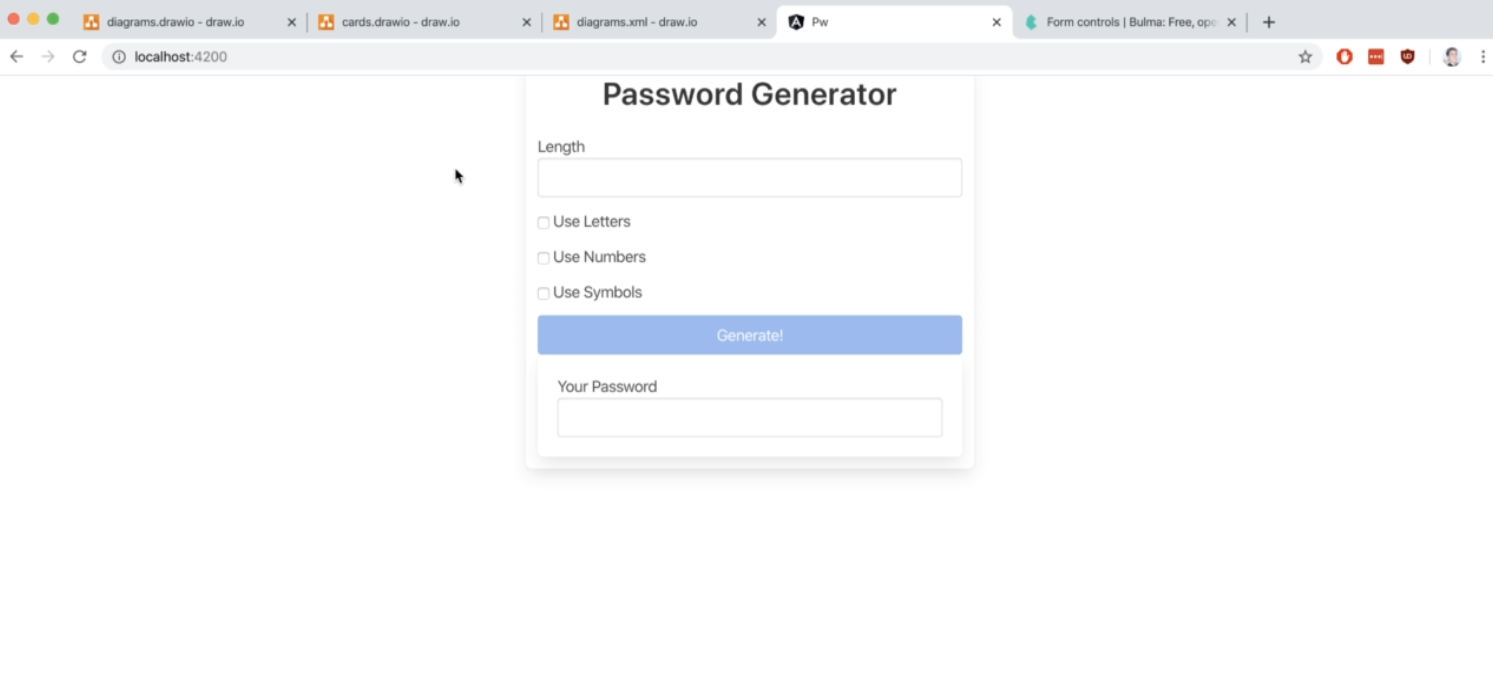 diagrams.drawio - draw.io
cards.drawio - draw.io
diagrams.xml - draw.io
Pw
Form controls | Bulma: Free, ope
localhost:4200
Password Generator
Length
Use Letters
Use Numbers
Use Symbols
Generate!
Your Password